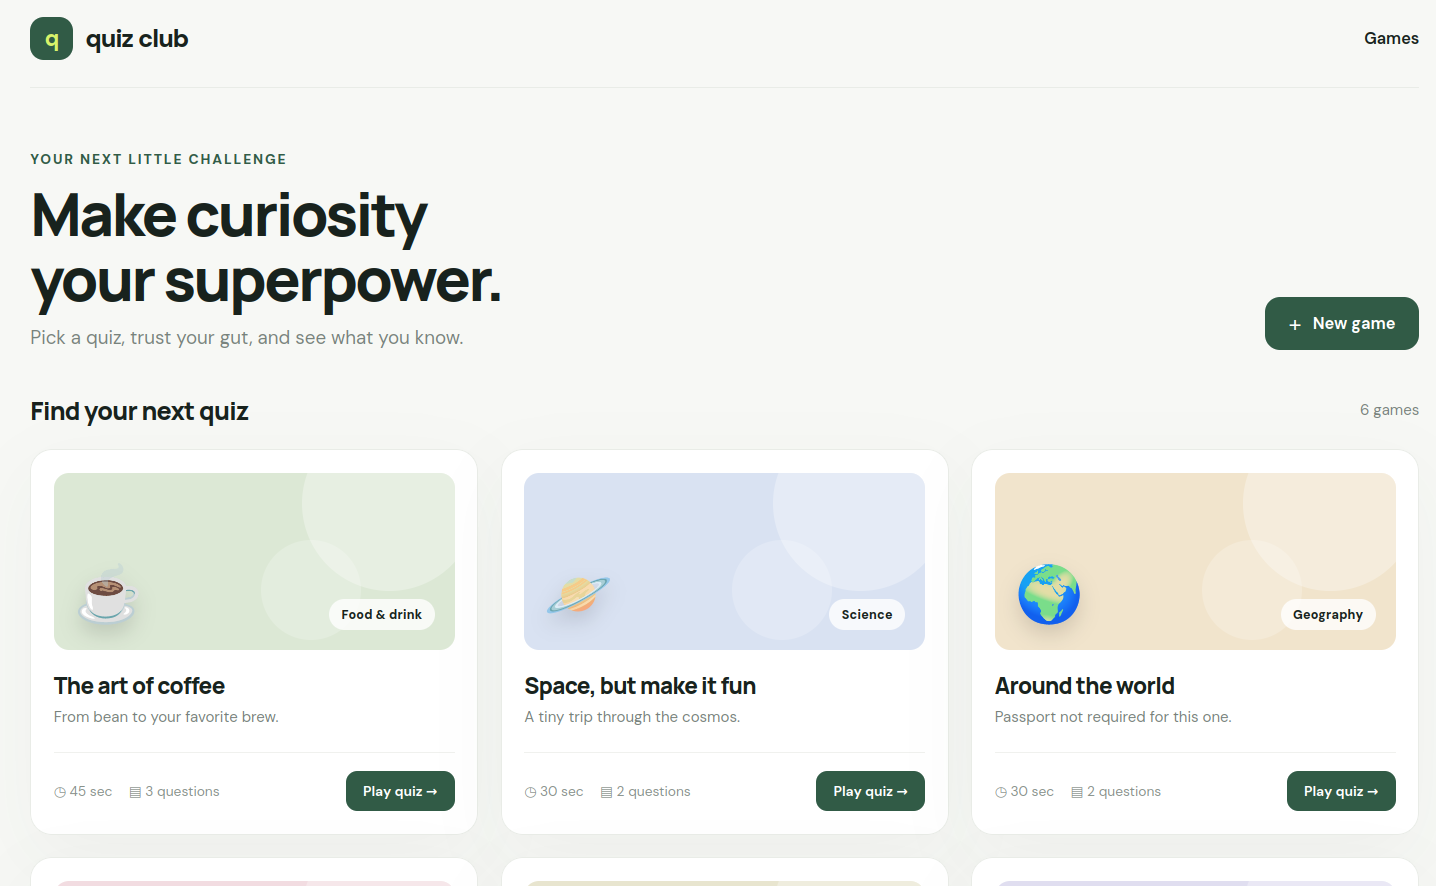 q quiz club
Games
YOUR NEXT LITTLE CHALLENGE
Make curiosity
your superpower.
Pick a quiz, trust your gut, and see what you know.
+ New game
Find your next quiz
6 games
Food & drink
Science
Geography
The art of coffee
From bean to your favorite brew.
45 sec
3 questions
Play quiz →
Space, but make it fun
A tiny trip through the cosmos.
30 sec
2 questions
Play quiz →
Around the world
Passport not required for this one.
30 sec
2 questions
Play quiz →